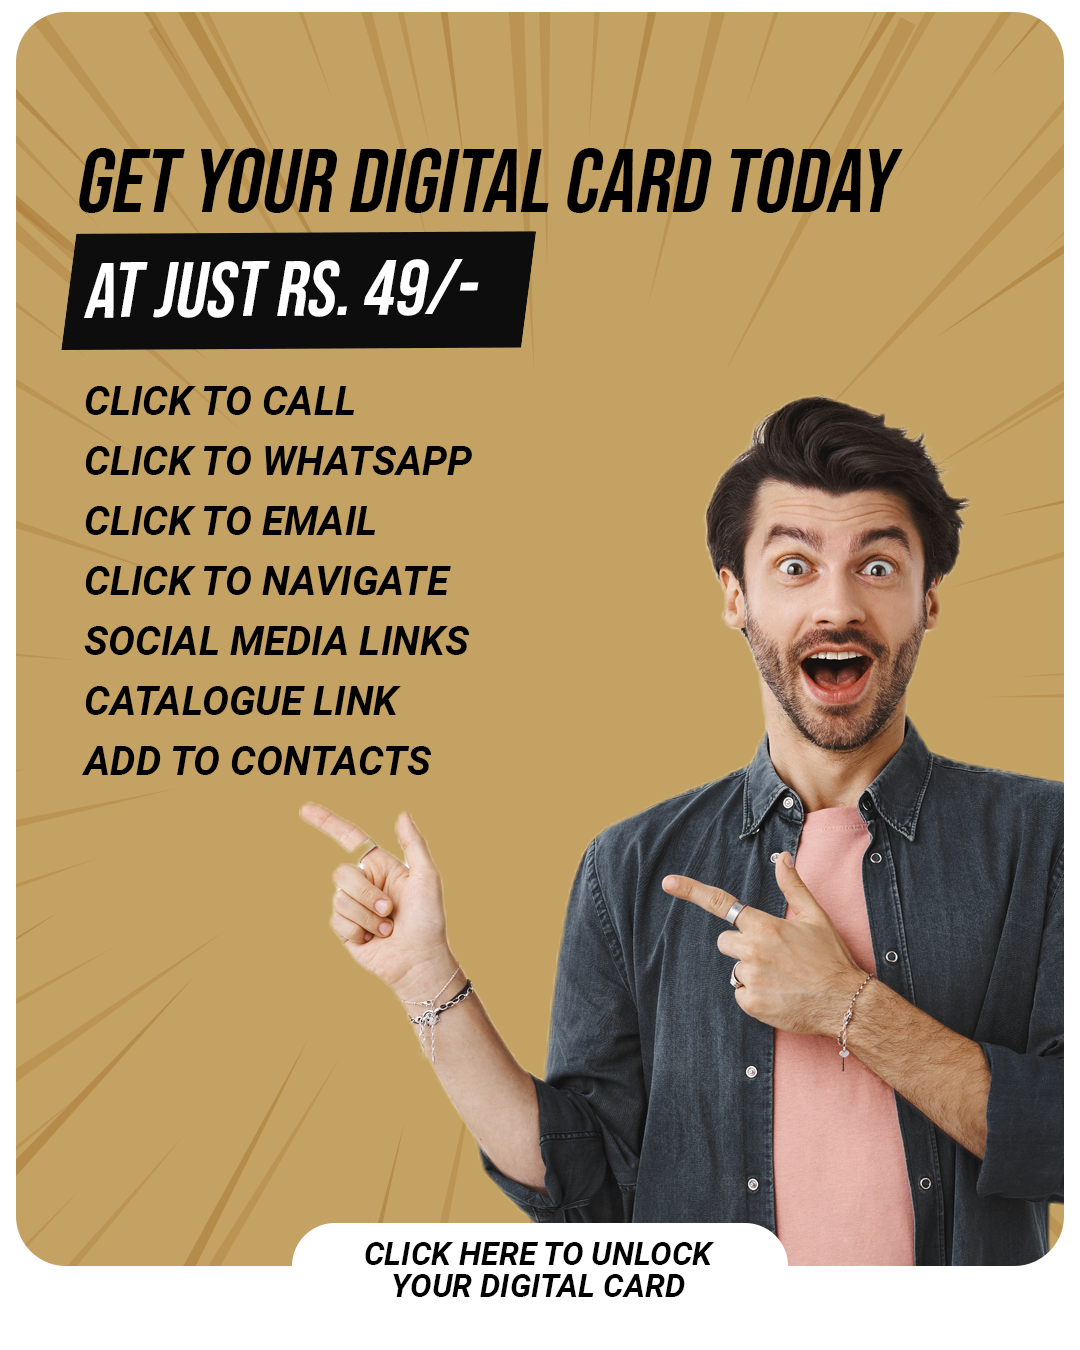 GET YOUR DIGITAL CARD TODAY
AT JUST RS. 49/-
CLICK TO CALL
CLICK TO WHATSAPP
CLICK TO EMAIL
CLICK TO NAVIGATE
SOCIAL MEDIA LINKS
CATALOGUE LINK
ADD TO CONTACTS
CLICK HERE TO UNLOCK
YOUR DIGITAL CARD